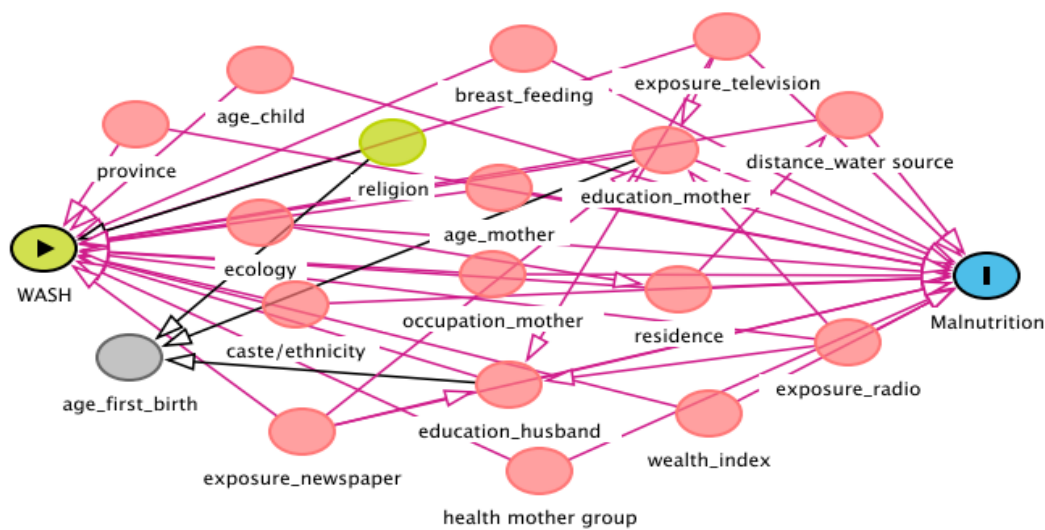 exposure_television
breast_feeding
age_child
distance_water source
province
religion
education_mother
age_mother
ecology
WASH
occupation_mother
Malnutrition
residence
caste/ethnicity
exposure_radio
age_first_birth
education_husband
wealth_index
exposure_newspaper
health mother group